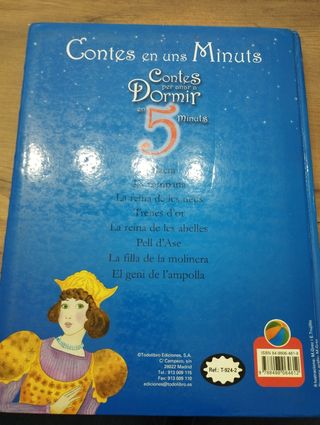 Contes en uns Minuts
Contes
per anar a
Dormir
en
5
Minuts
La reina de les neus
Trenes d'or
La reina de les abelles
Pell d'Ase
La filla de la molinera
El geni de l'ampolla
©Todolibro Ediciones, S.A.
C/ Campezo, s/n
28022 Madrid
Tel.: 913 009 115
Fax: 913 009 110
ediciones@todolibro.es
Ref.: T-924-2